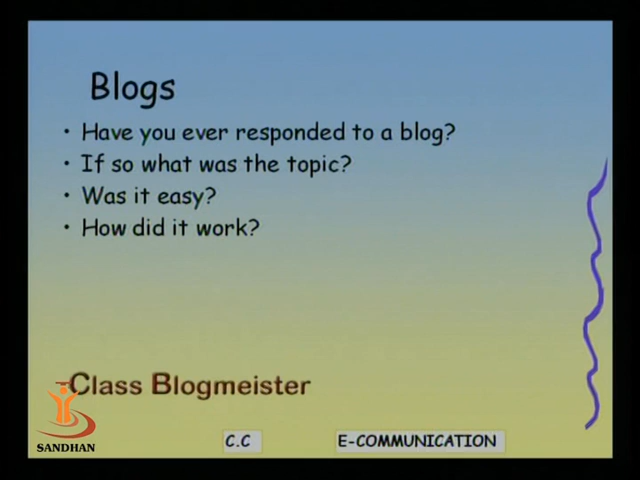 Blogs
• Have you ever responded to a blog?
• If so what was the topic?
• Was it easy?
• How did it work?
Class Blogmeister
SANDHAN
C.C
E-COMMUNICATION